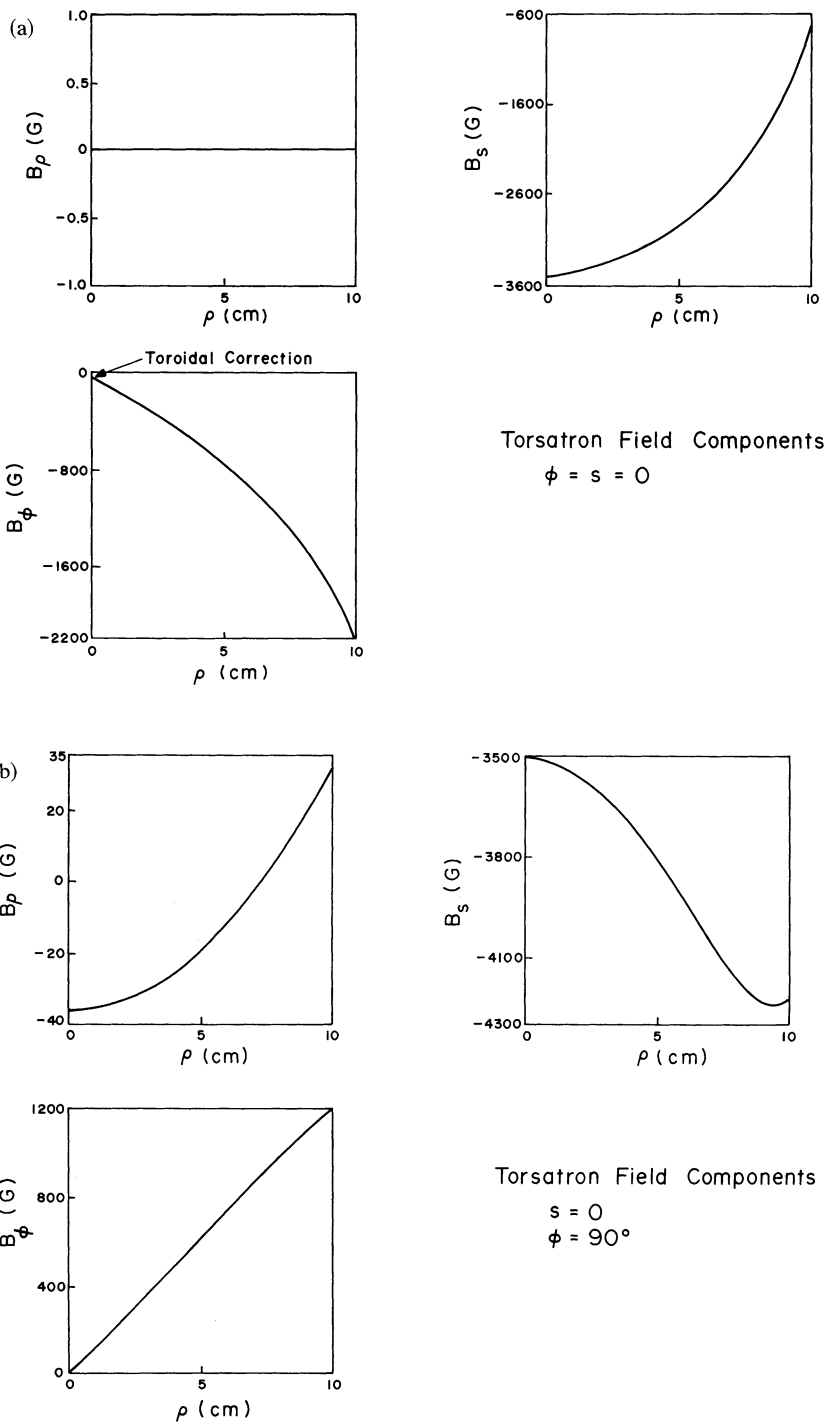 (a)
1.0
0.5
0
-0.5
-1.0
Bρ (G)
0 5 10
ρ (cm)
-600
-1600
-2600
-3600
Bs (G)
0 5 10
ρ (cm)
Toroidal Correction
0
-800
-1600
-2200
Bϕ (G)
0 5 10
ρ (cm)
Torsatron Field Components
ϕ = s = 0
b)
35
20
0
-20
-40
Bρ (G)
0 5 10
ρ (cm)
-3500
-3800
-4100
-4300
Bs (G)
0 5 10
ρ (cm)
1200
800
400
0
Bϕ (G)
0 5 10
ρ (cm)
Torsatron Field Components
s = 0
ϕ = 90°